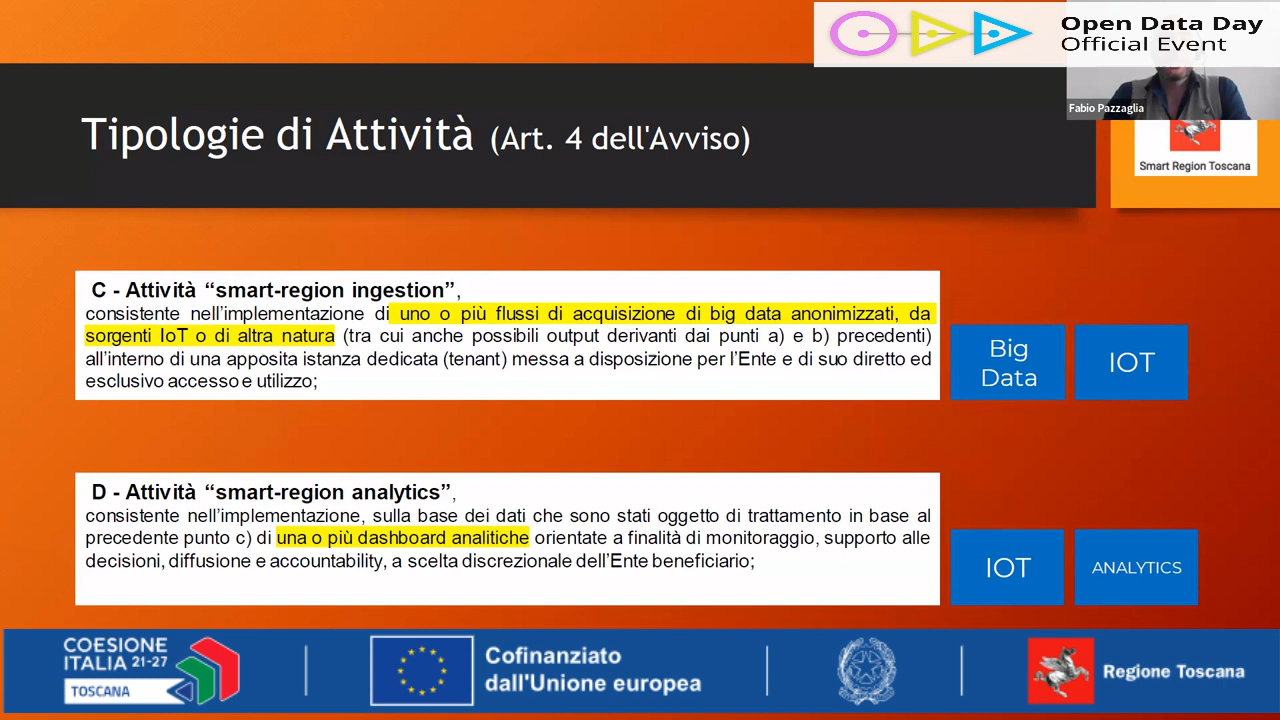 Open Data Day
Official Event
Fabio Pazzaglia
Tipologie di Attività (Art. 4 dell'Avviso)
Smart Region Toscana
C - Attività “smart-region ingestion”,
consistente nell’implementazione di uno o più flussi di acquisizione di big data anonimizzati, da
sorgenti IoT o di altra natura (tra cui anche possibili output derivanti dai punti a) e b) precedenti)
all’interno di una apposita istanza dedicata (tenant) messa a disposizione per l’Ente e di suo diretto ed
esclusivo accesso e utilizzo;
Big
Data
IOT
D - Attività “smart-region analytics”,
consistente nell’implementazione, sulla base dei dati che sono stati oggetto di trattamento in base al
precedente punto c) di una o più dashboard analitiche orientate a finalità di monitoraggio, supporto alle
decisioni, diffusione e accountability, a scelta discrezionale dell’Ente beneficiario;
IOT
ANALYTICS
COESIONE
ITALIA 21-27
TOSCANA
Cofinanziato
dall'Unione europea
Regione Toscana